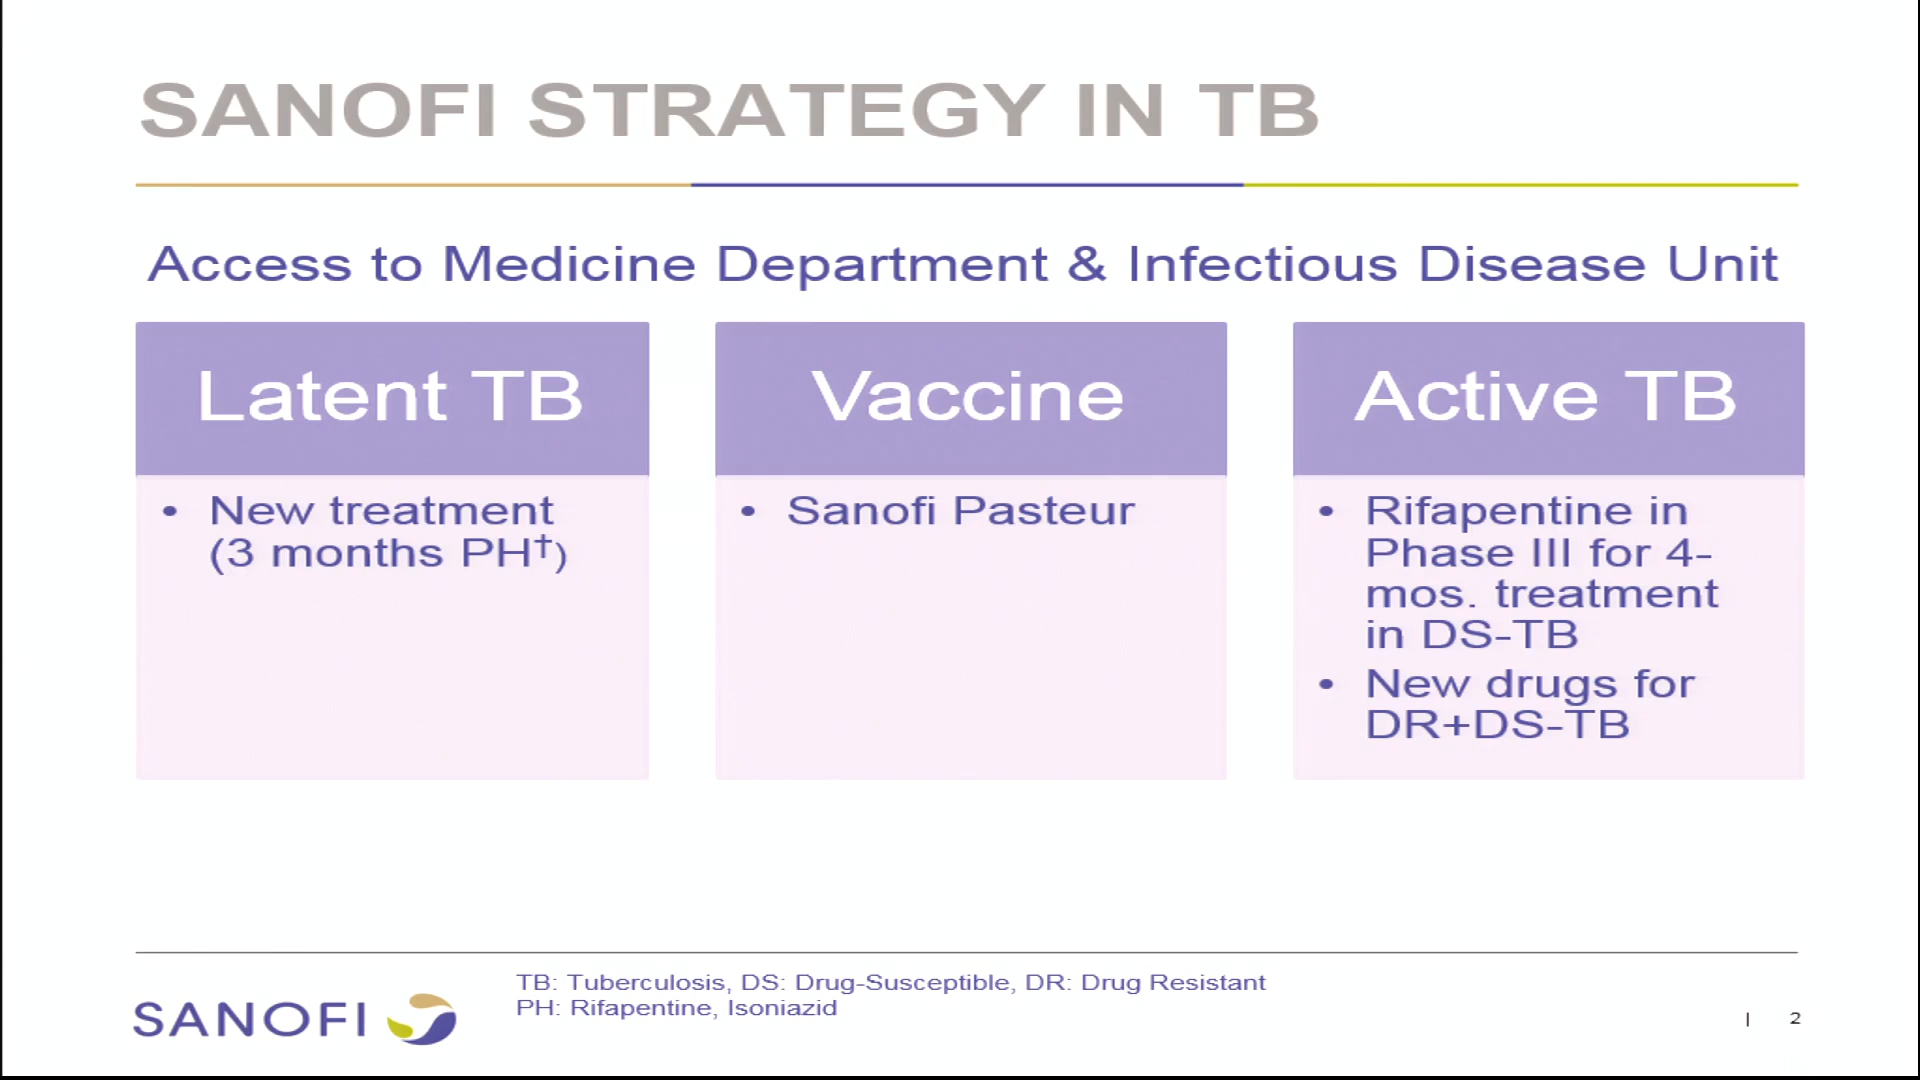 SANOFI STRATEGY IN TB
Access to Medicine Department & Infectious Disease Unit
Latent TB
• New treatment
(3 months PH†)
Vaccine
• Sanofi Pasteur
Active TB
• Rifapentine in
Phase III for 4-
mos. treatment
in DS-TB
• New drugs for
DR+DS-TB
TB: Tuberculosis, DS: Drug-Susceptible, DR: Drug Resistant
PH: Rifapentine, Isoniazid
SANOFI
| 2